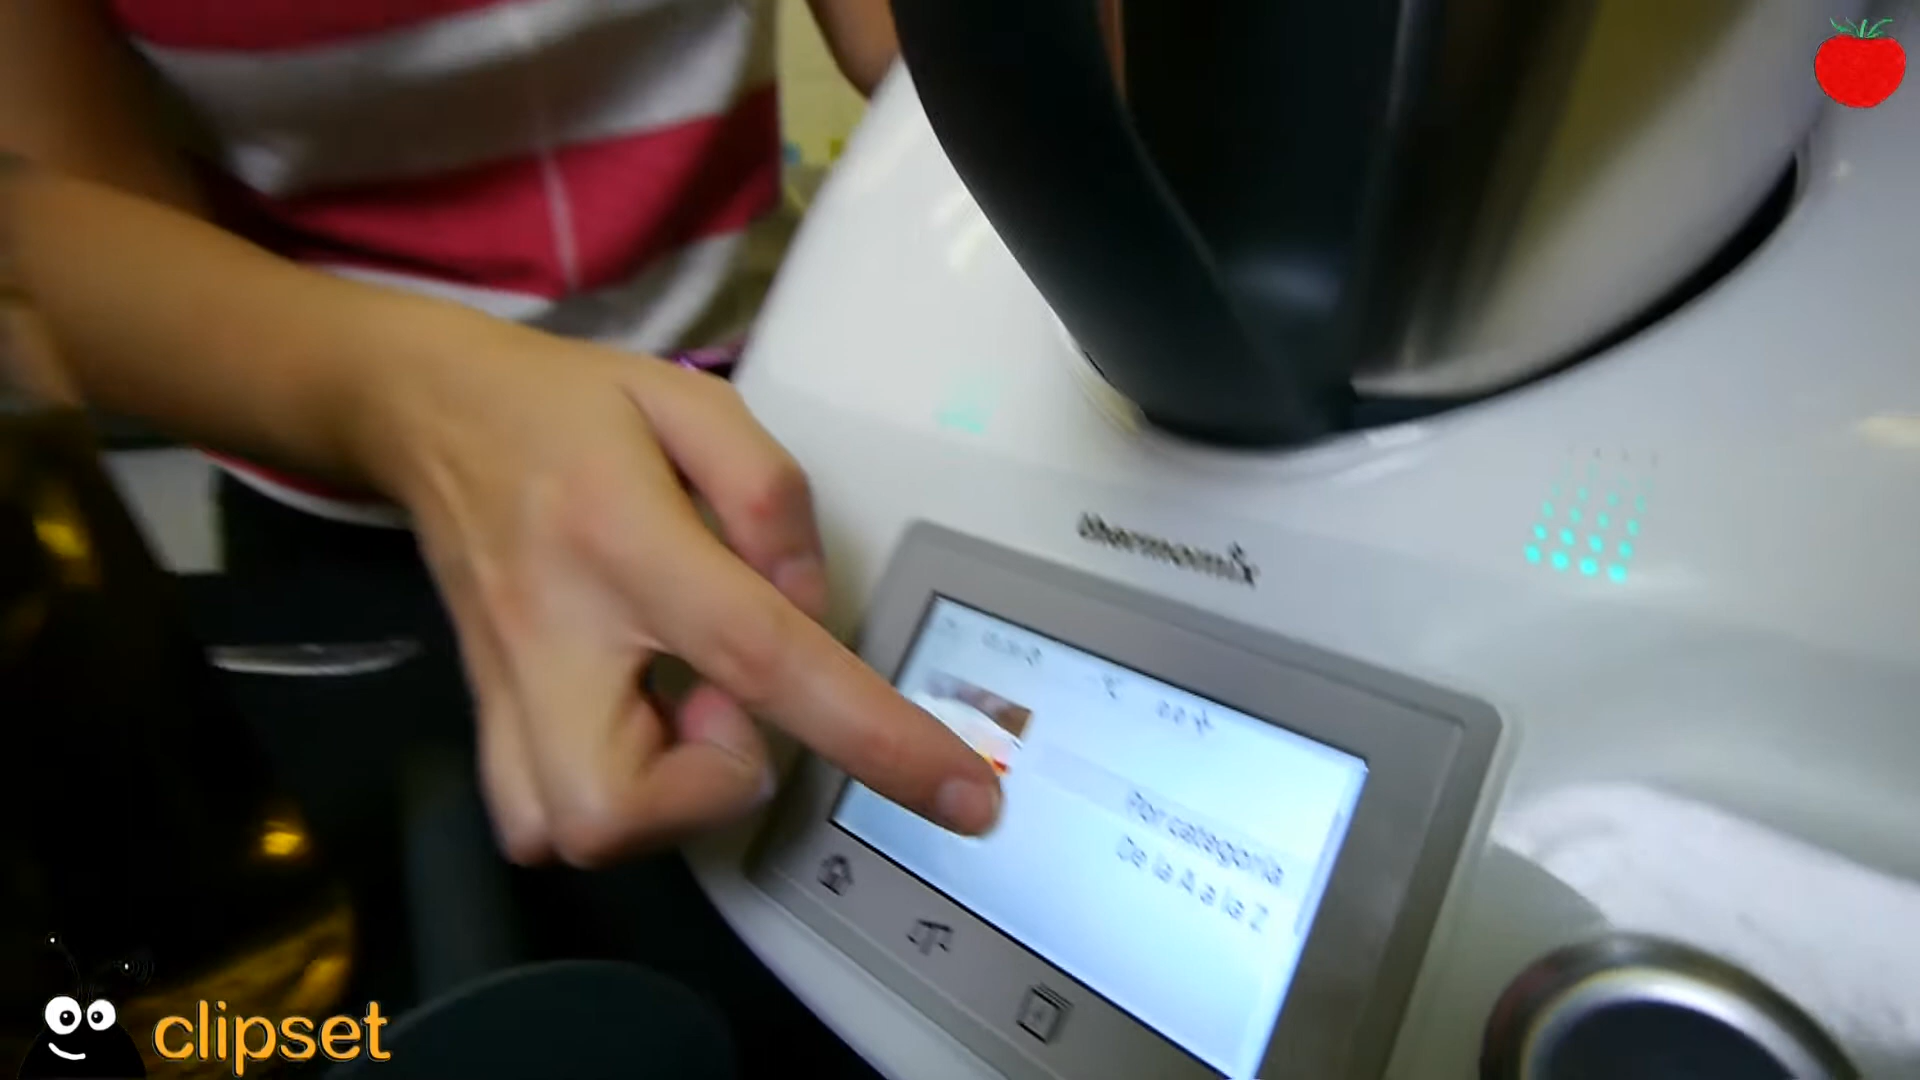 thermomix
Por categoría
De la A a la Z
clipset